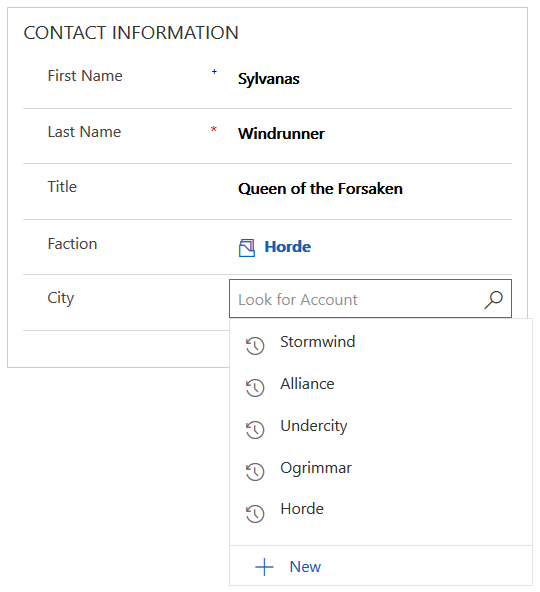 CONTACT INFORMATION
First Name + Sylvanas
Last Name * Windrunner
Title Queen of the Forsaken
Faction Horde
City Look for Account
Stormwind
Alliance
Undercity
Ogrimmar
Horde
New